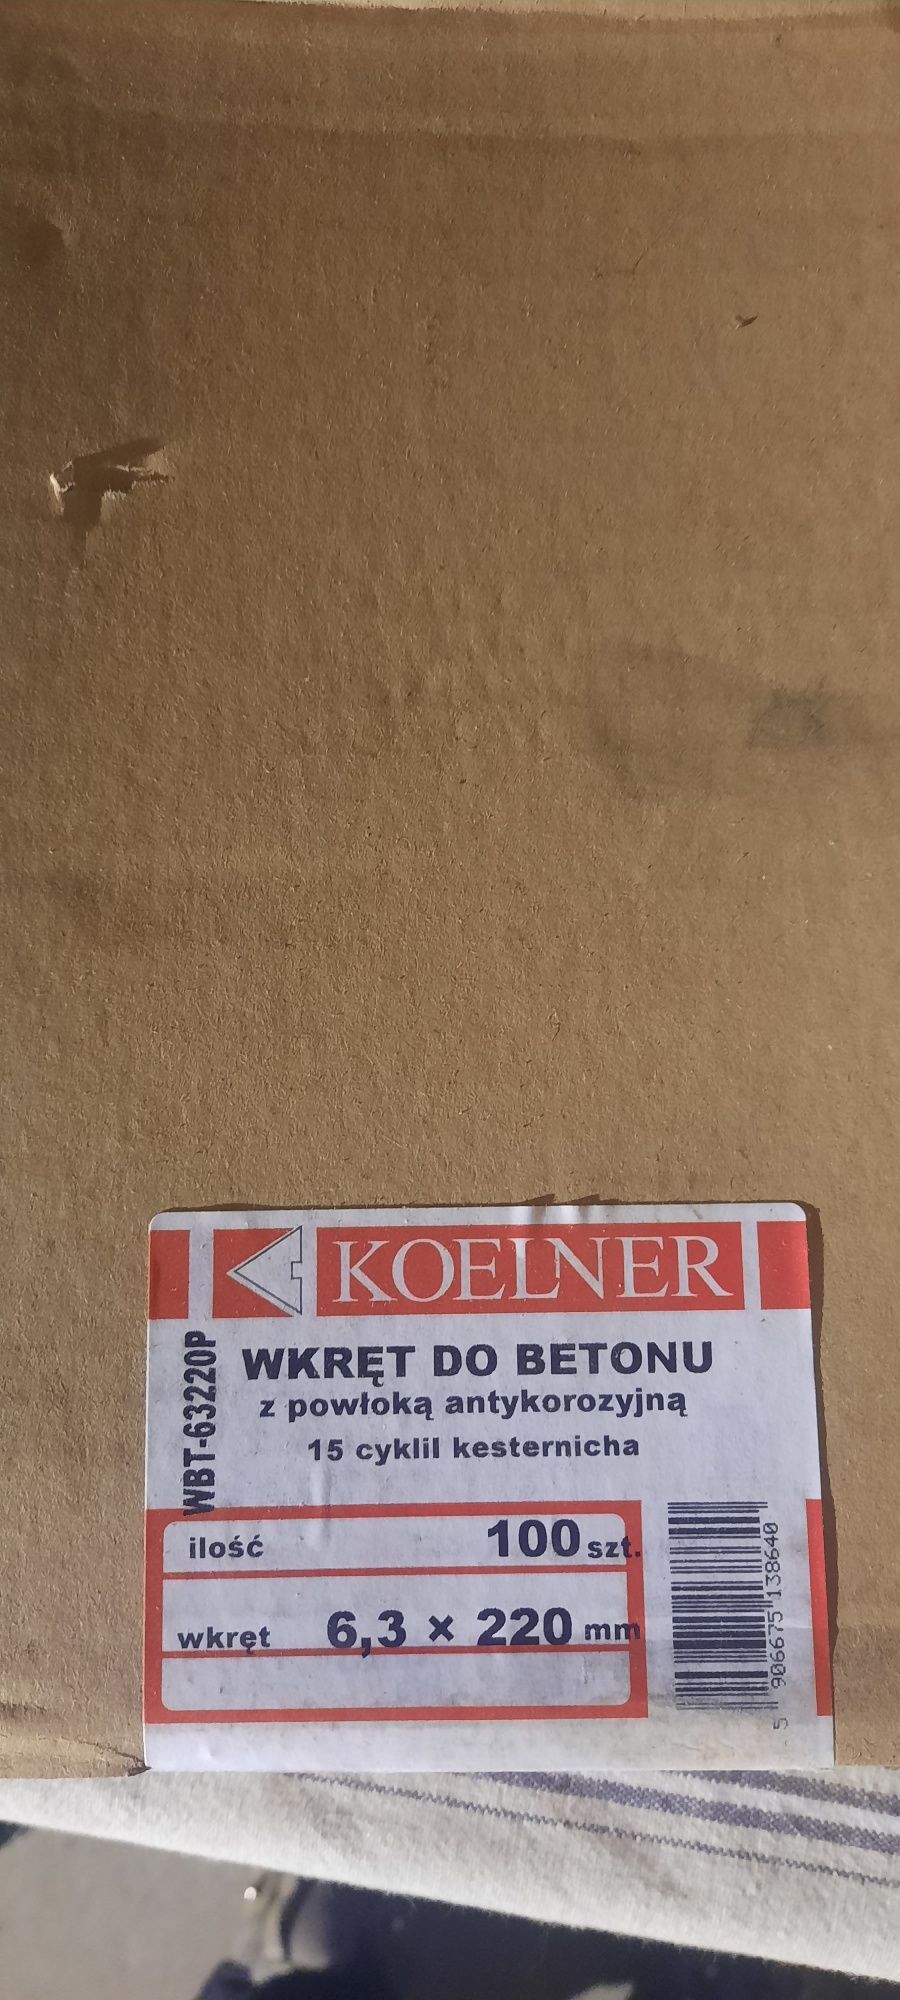 KOELNER
WBT-63220P
WKRĘT DO BETONU
z powłoką antykorozyjną
15 cyklil kesternicha
ilość 100 szt.
wkręt 6,3 × 220 mm
5 906675 138640